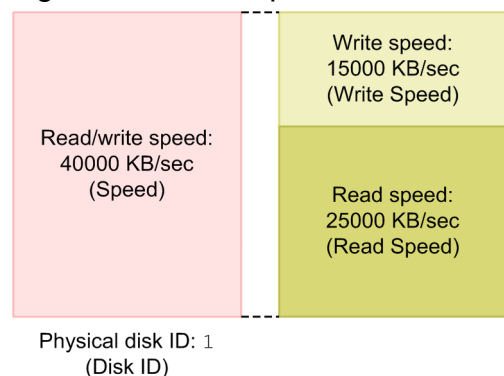 Read/write speed:
40000 KB/sec
(Speed)
Write speed:
15000 KB/sec
(Write Speed)
Read speed:
25000 KB/sec
(Read Speed)
Physical disk ID: 1
(Disk ID)